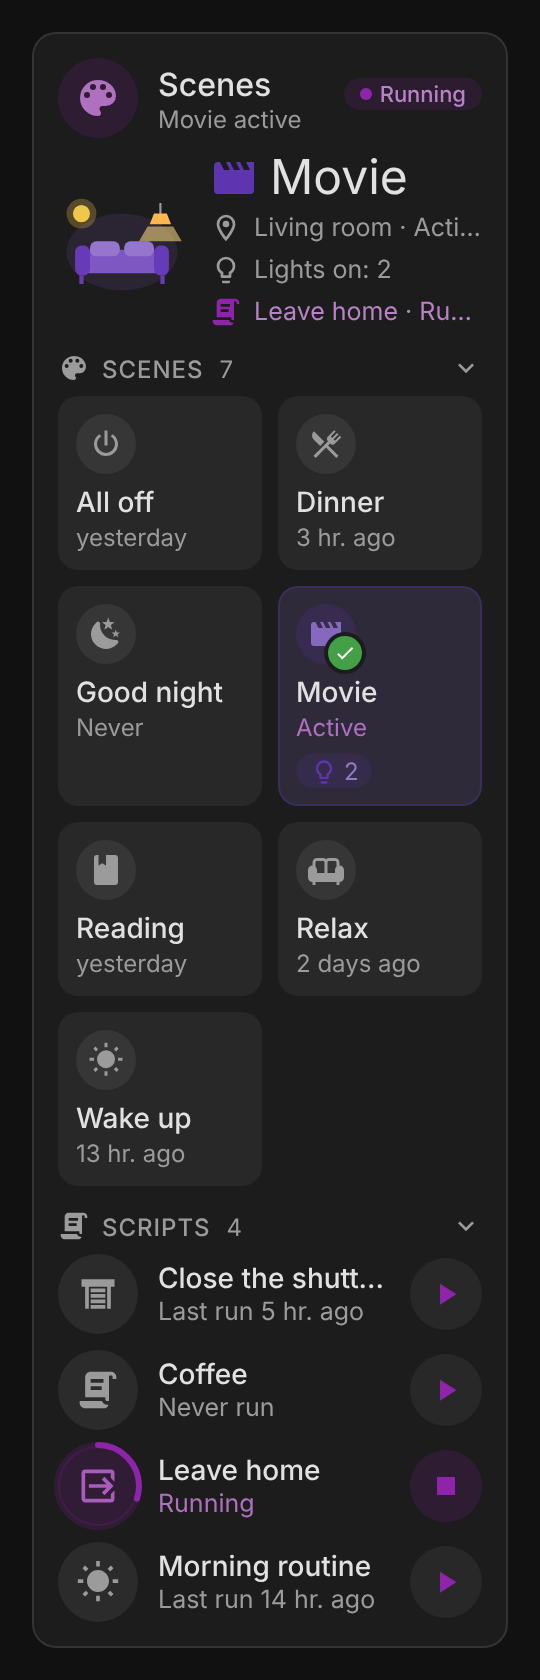 Scenes
Movie active
Running
Movie
Living room · Acti...
Lights on: 2
Leave home · Ru...
SCENES 7
All off
yesterday
Dinner
3 hr. ago
Good night
Never
Movie
Active
2
Reading
yesterday
Relax
2 days ago
Wake up
13 hr. ago
SCRIPTS 4
Close the shutt...
Last run 5 hr. ago
Coffee
Never run
Leave home
Running
Morning routine
Last run 14 hr. ago